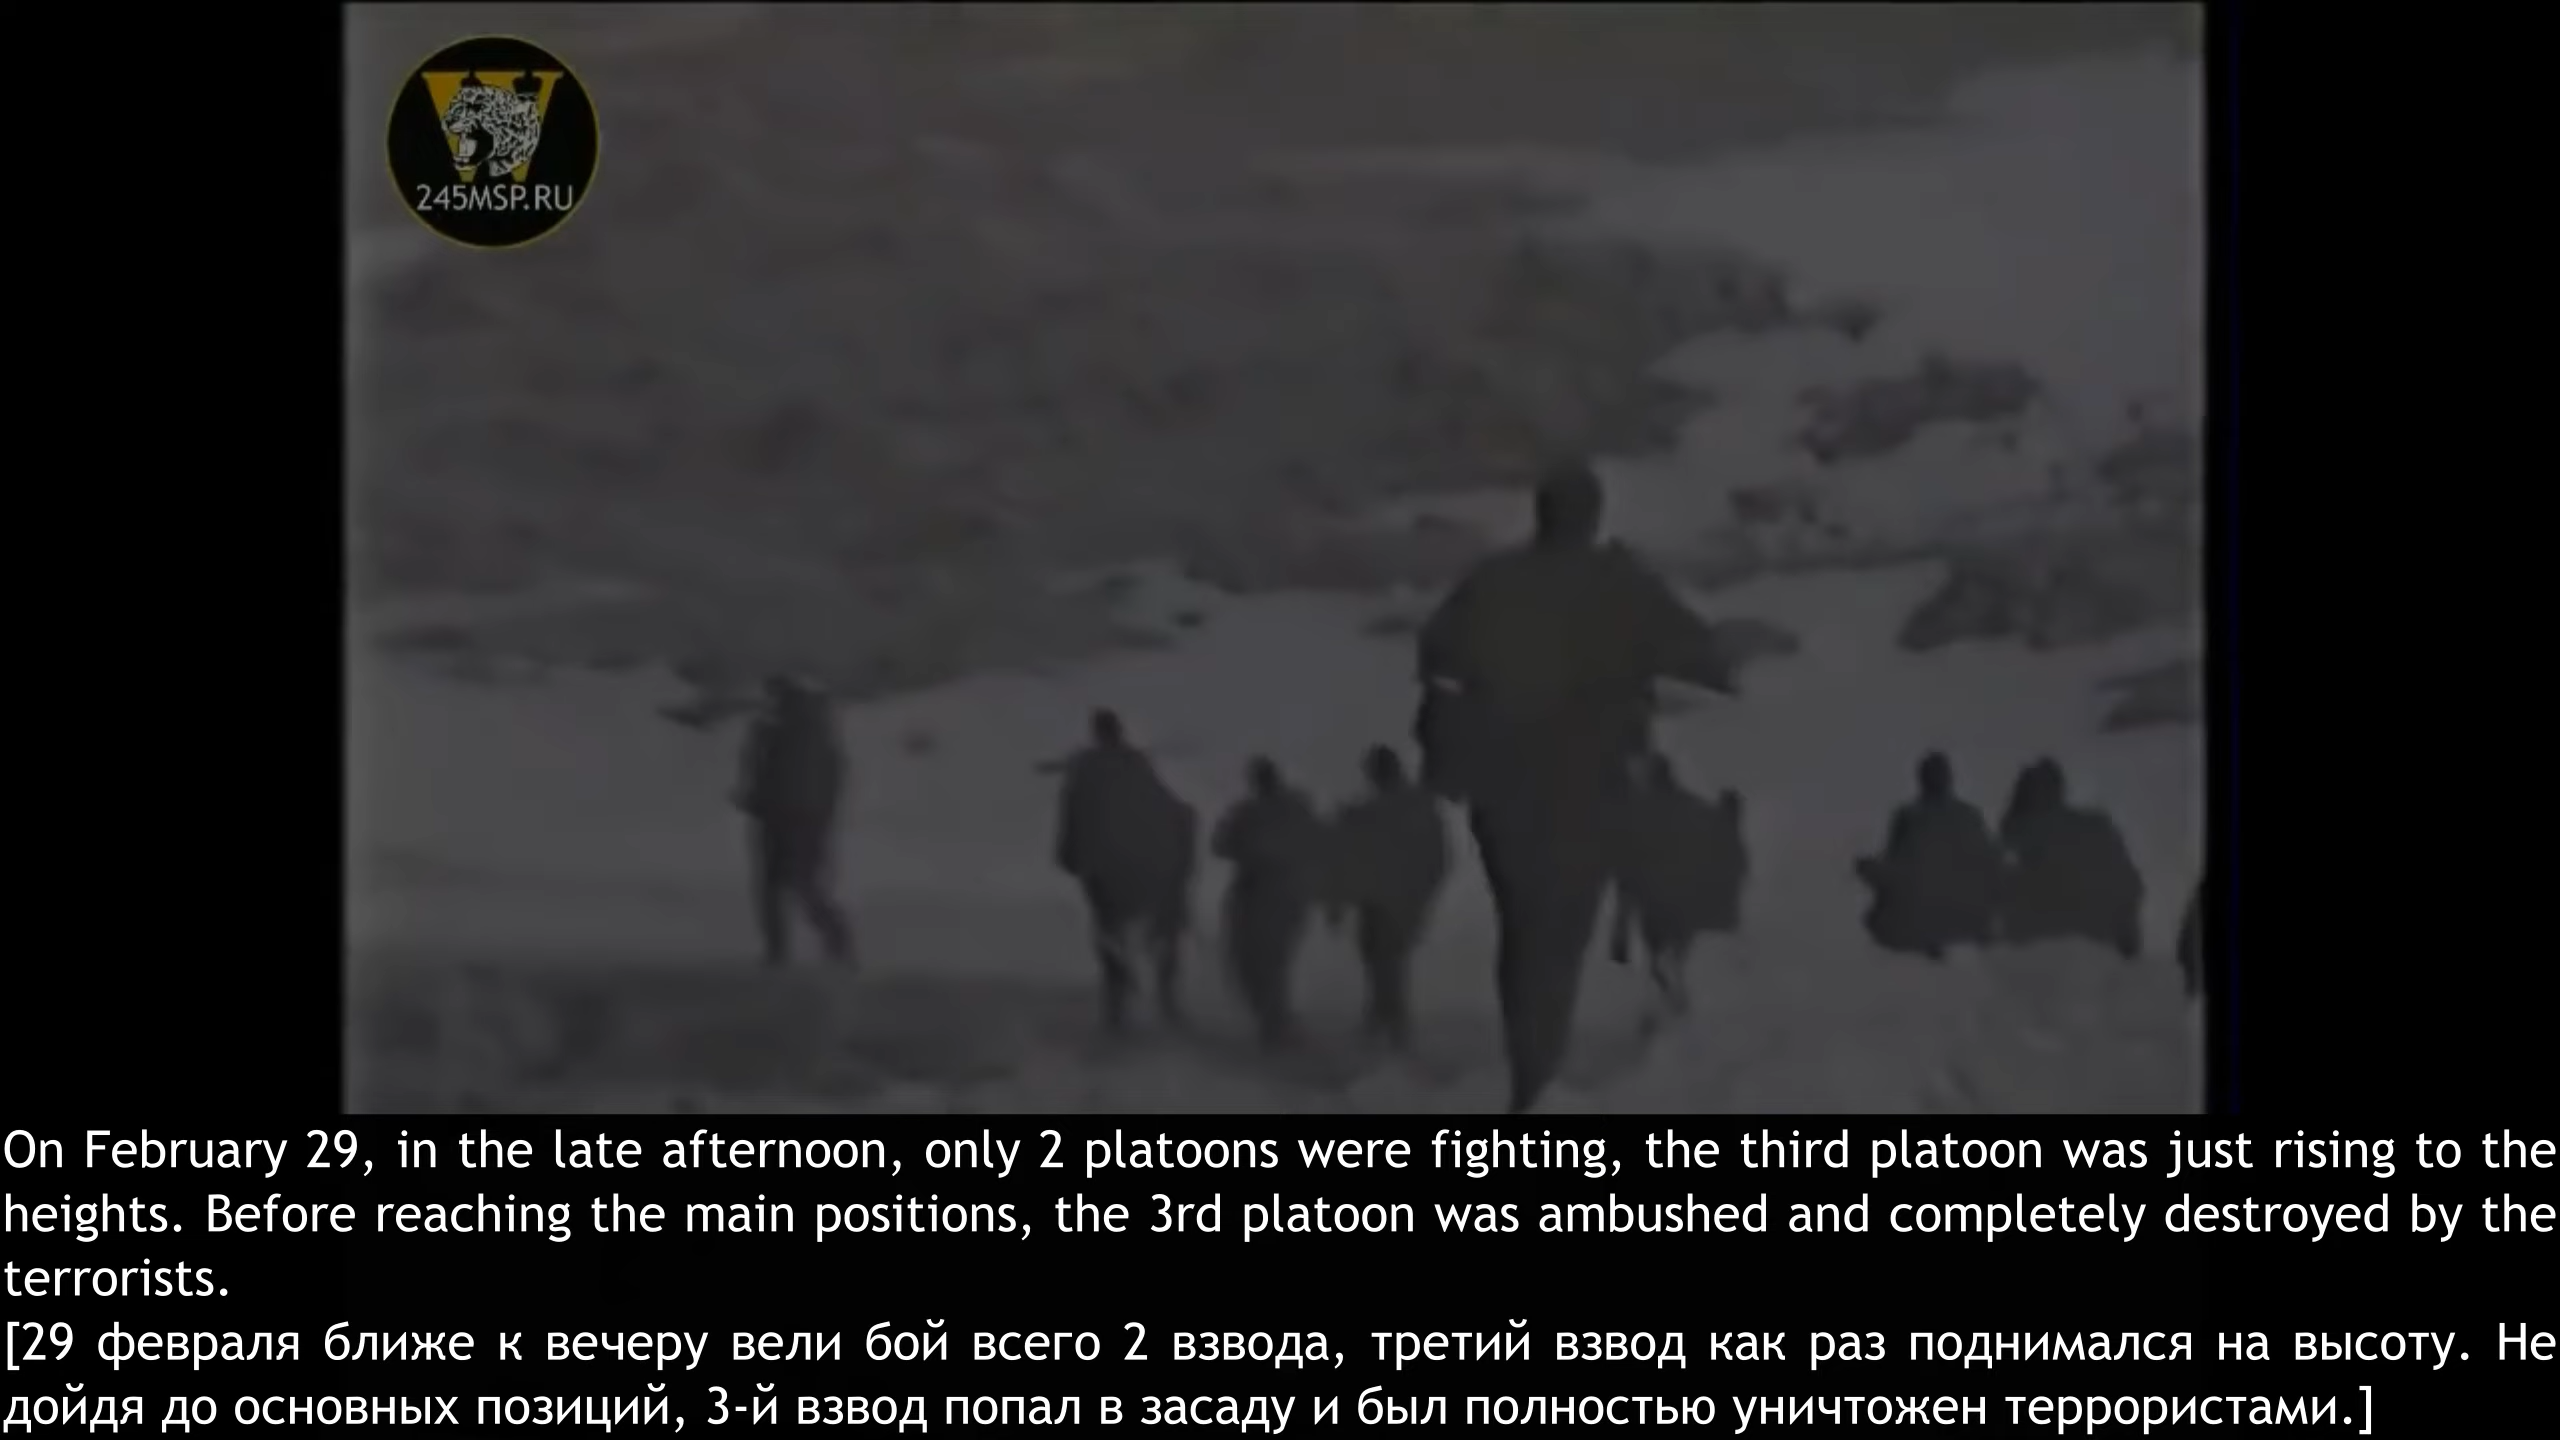 245MSP.RU
On February 29, in the late afternoon, only 2 platoons were fighting, the third platoon was just rising to the
heights. Before reaching the main positions, the 3rd platoon was ambushed and completely destroyed by the
terrorists.
[29 февраля ближе к вечеру вели бой всего 2 взвода, третий взвод как раз поднимался на высоту. Не
дойдя до основных позиций, 3-й взвод попал в засаду и был полностью уничтожен террористами.]